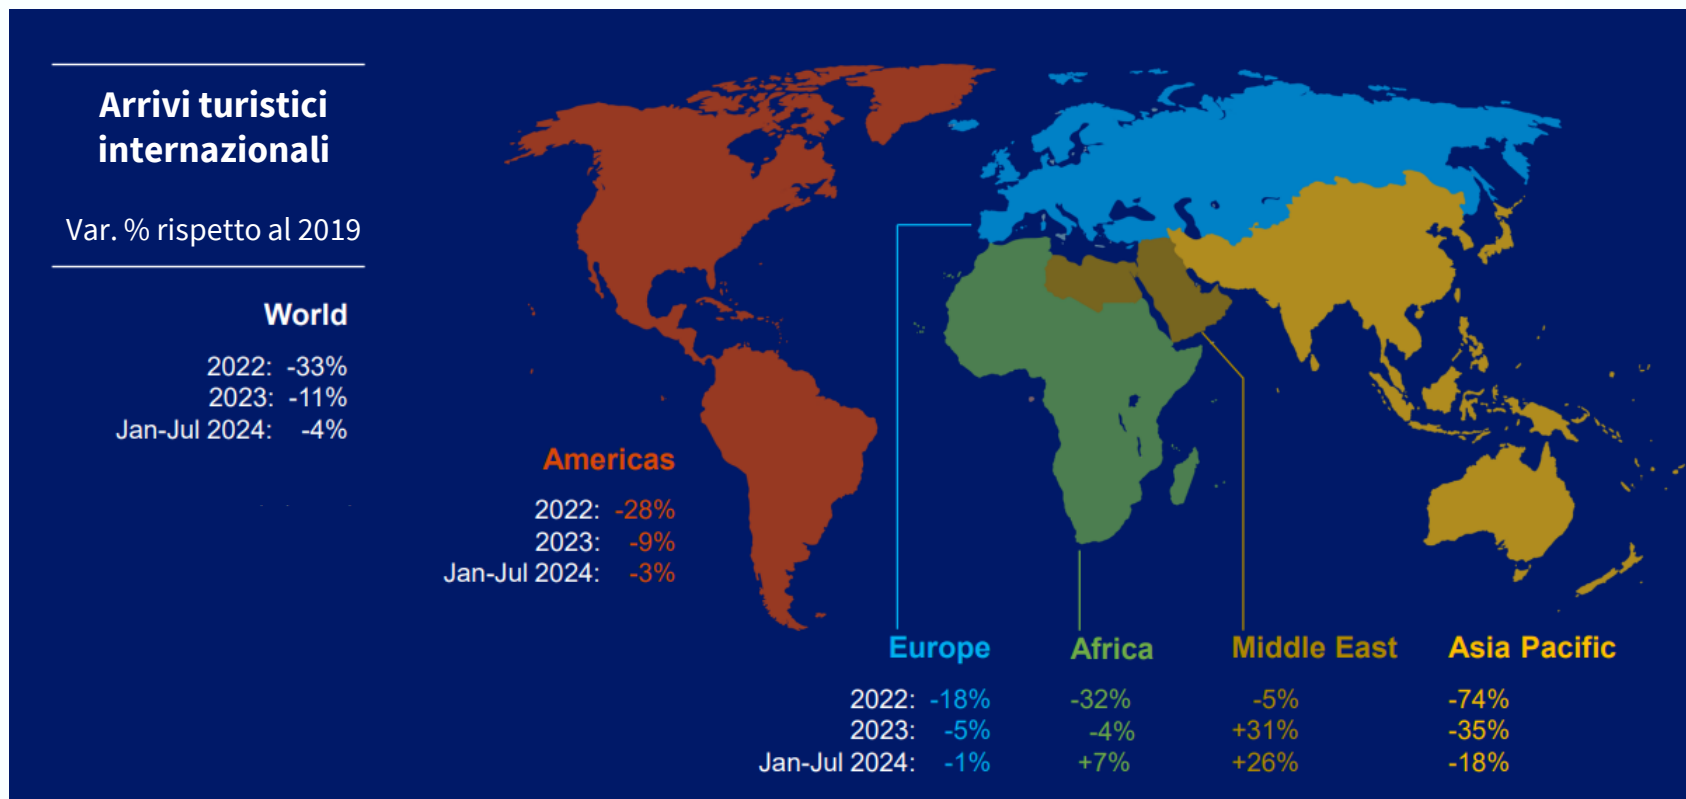 Arrivi turistici
internazionali
Var. % rispetto al 2019
World
2022: -33%
2023: -11%
Jan-Jul 2024: -4%
Americas
2022: -28%
2023: -9%
Jan-Jul 2024: -3%
Europe Africa Middle East Asia Pacific
2022: -18% -32% -5% -74%
2023: -5% -4% +31% -35%
Jan-Jul 2024: -1% +7% +26% -18%